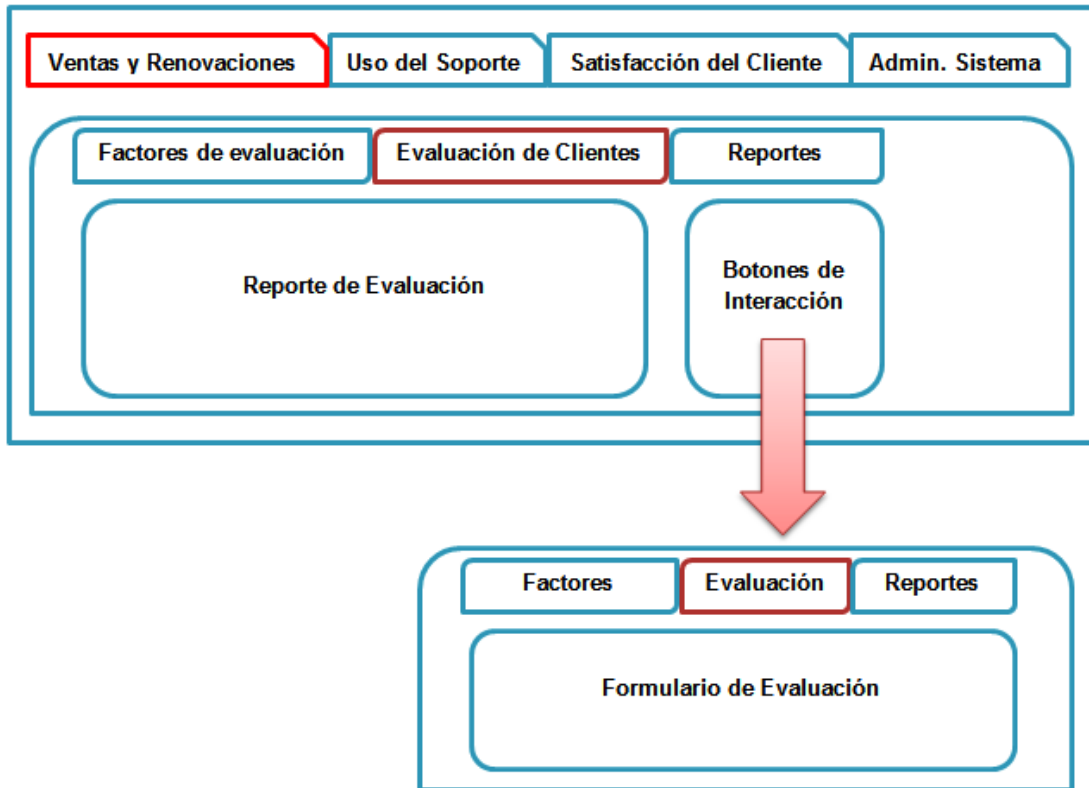 Ventas y Renovaciones
Uso del Soporte
Satisfacción del Cliente
Admin. Sistema
Factores de evaluación
Evaluación de Clientes
Reportes
Reporte de Evaluación
Botones de
Interacción
Factores
Evaluación
Reportes
Formulario de Evaluación